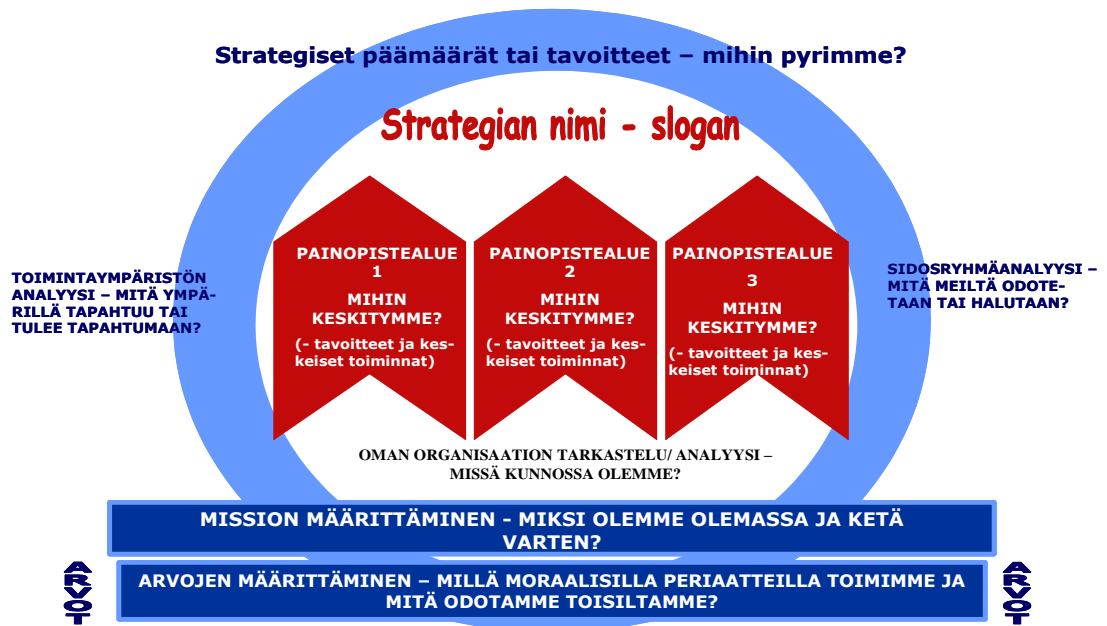 Strategiset päämäärät tai tavoitteet – mihin pyrimme?
Strategian nimi - slogan
TOIMINTAYMPÄRISTÖN
ANALYYSI – MITÄ YMPÄ-
RILLÄ TAPAHTUU TAI
TULEE TAPAHTUMAAN?
PAINOPISTEALUE
1
MIHIN
KESKITYMME?
(- tavoitteet ja kes-
keiset toiminnat)
PAINOPISTEALUE
2
MIHIN
KESKITYMME?
(- tavoitteet ja kes-
keiset toiminnat)
PAINOPISTEALUE
3
MIHIN
KESKITYMME?
(- tavoitteet ja kes-
keiset toiminnat)
SIDOSRYHMÄANALYYSI –
MITÄ MEILTÄ ODOTE-
TAAN TAI HALUTAAN?
OMAN ORGANISAATION TARKASTELU/ ANALYYSI –
MISSÄ KUNNOSSA OLEMME?
MISSION MÄÄRITTÄMINEN - MIKSI OLEMME OLEMASSA JA KETÄ
VARTEN?
ARVOT
ARVOJEN MÄÄRITTÄMINEN – MILLÄ MORAALISILLA PERIAATTEILLA TOIMIMME JA
MITÄ ODOTAMME TOISILTAMME?
ARVOT